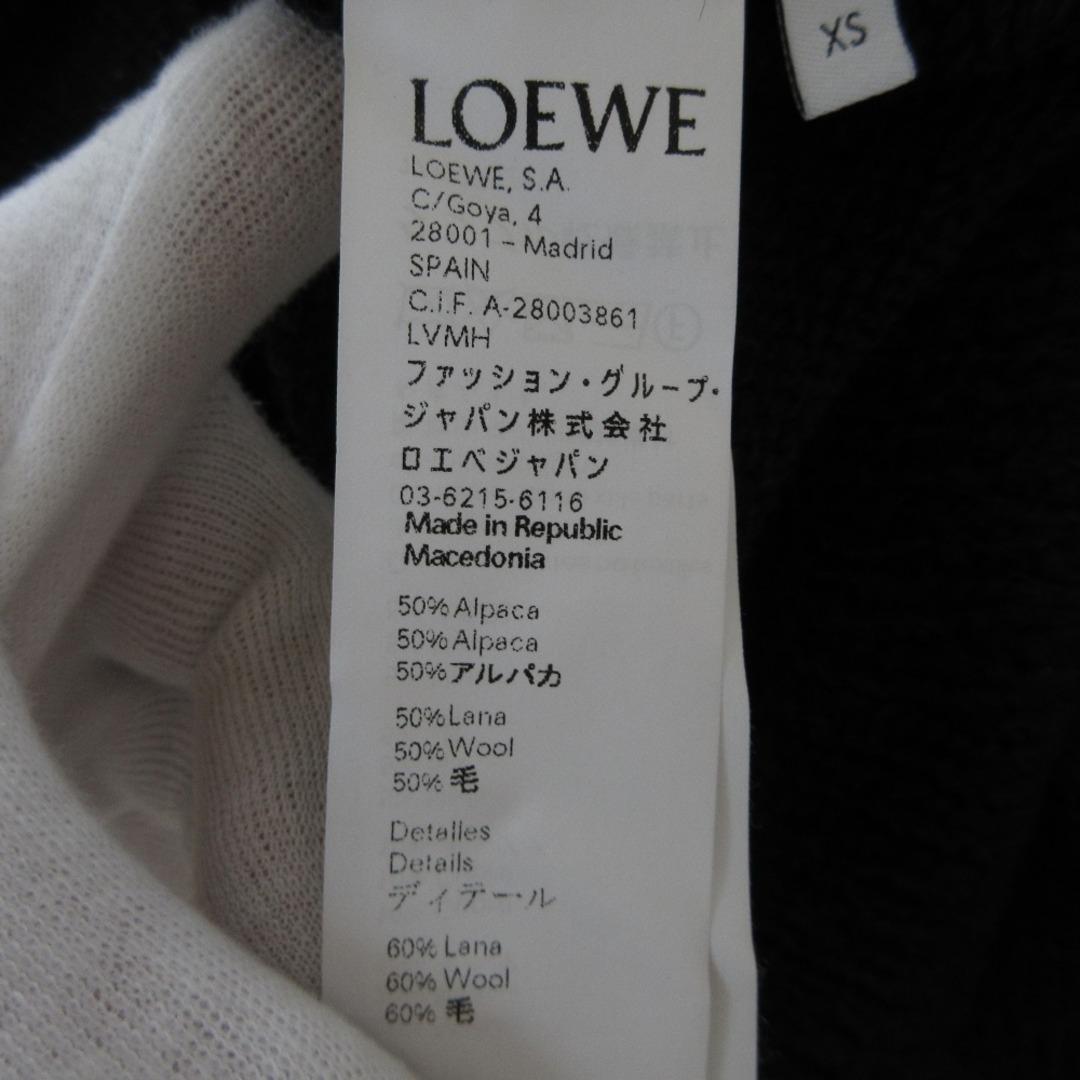 XS
LOEWE
LOEWE, S.A.
C/Goya, 4
28001 – Madrid
SPAIN
C.I.F. A-28003861
LVMH
ファッション・グループ・
ジャパン株式会社
ロエベジャパン
03-6215-6116
Made in Republic
Macedonia
50% Alpaca
50% Alpaca
50% アルパカ
50% Lana
50% Wool
50% 毛
Detalles
Details
ディテール
60% Lana
60% Wool
60% 毛